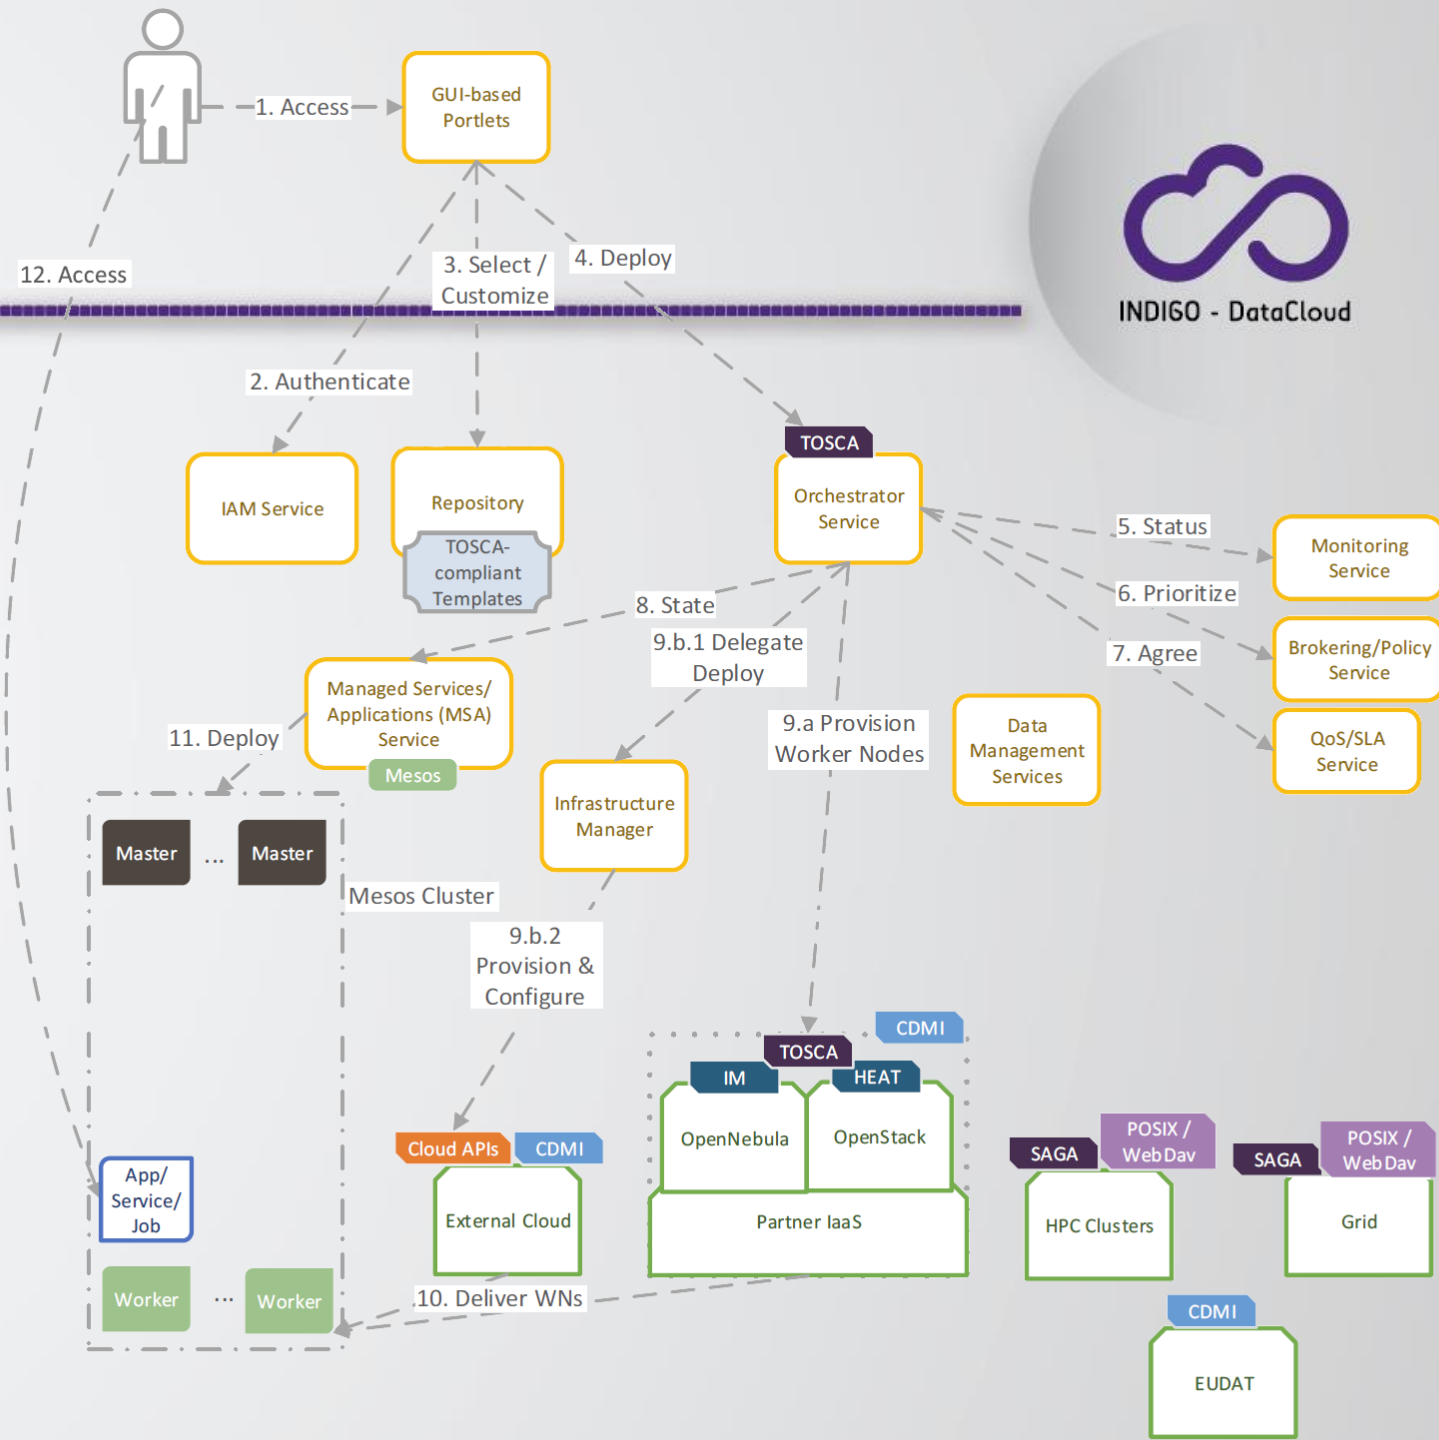 1. Access
GUI-based
Portlets
12. Access
3. Select /
Customize
4. Deploy
INDIGO - DataCloud
2. Authenticate
IAM Service
Repository
TOSCA-
compliant
Templates
TOSCA
Orchestrator
Service
5. Status
Monitoring
Service
6. Prioritize
Brokering/Policy
Service
7. Agree
QoS/SLA
Service
8. State
9.b.1 Delegate
Deploy
9.a Provision
Worker Nodes
Data
Management
Services
Managed Services/
Applications (MSA)
Service
Mesos
11. Deploy
Infrastructure
Manager
Master
...
Master
Mesos Cluster
9.b.2
Provision &
Configure
CDMI
TOSCA
IM
HEAT
OpenNebula
OpenStack
Partner IaaS
Cloud APIs
CDMI
External Cloud
SAGA
POSIX /
WebDav
HPC Clusters
SAGA
POSIX /
WebDav
Grid
App/
Service/
Job
Worker
...
Worker
10. Deliver WNs
CDMI
EUDAT